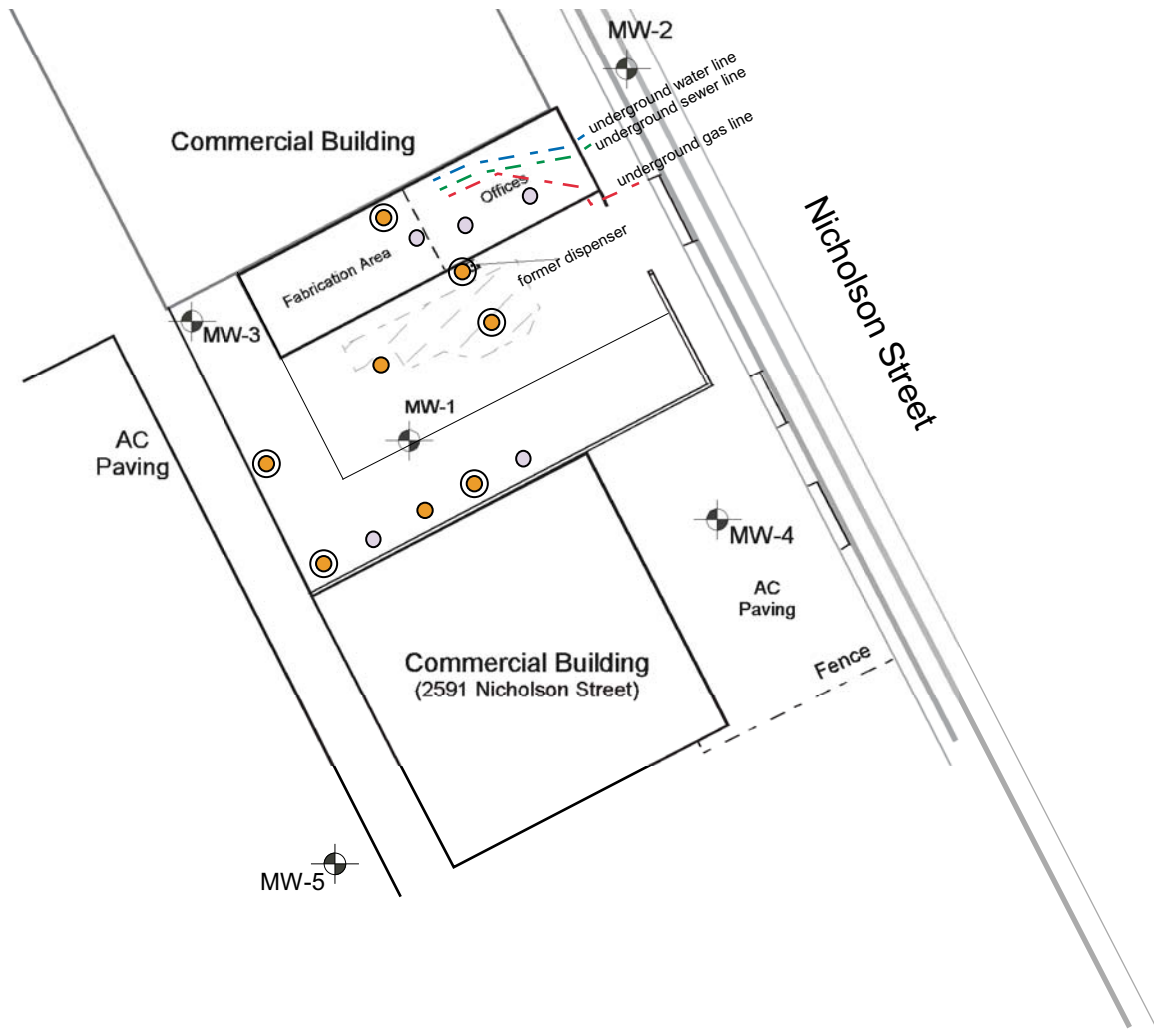 MW-2
underground water line
underground sewer line
underground gas line
Commercial Building
Offices
Nicholson Street
former dispenser
Fabrication Area
MW-3
MW-1
AC
Paving
MW-4
AC
Paving
Fence
Commercial Building
(2591 Nicholson Street)
MW-5